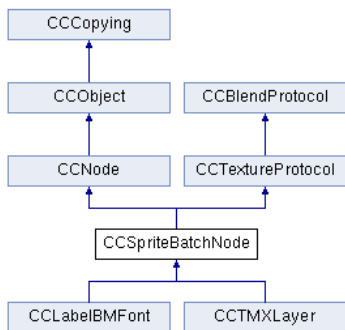 CCCopying
CCObject
CCBlendProtocol
CCNode
CCTextureProtocol
CCSpriteBatchNode
CCLabelBMFont
CCTMXLayer